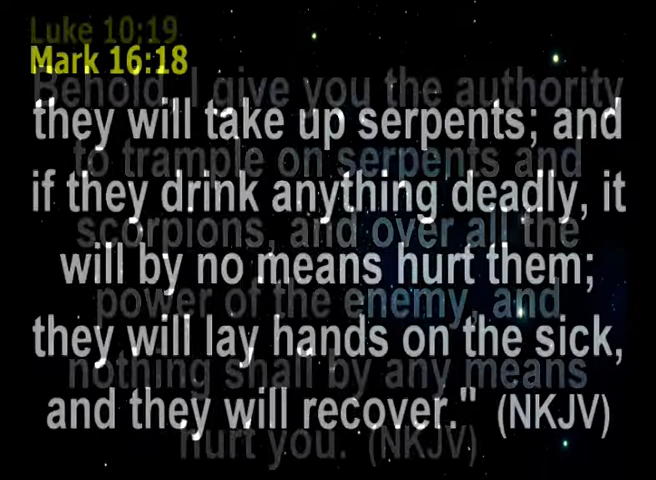 Luke 10:19
Mark 16:18
Behold, I give you the authority
they will take up serpents; and
to trample on serpents and
if they drink anything deadly, it
scorpions, and over all the
will by no means hurt them;
power of the enemy, and
they will lay hands on the sick,
nothing shall by any means
and they will recover." (NKJV)
hurt you. (NKJV)